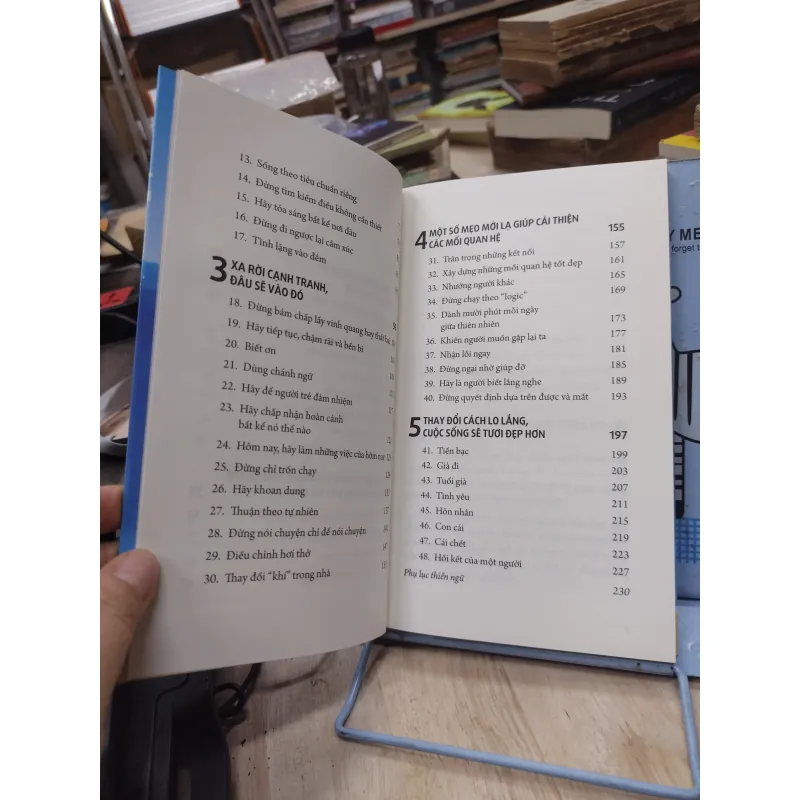 13. Sống theo tiêu chuẩn riêng
14. Đừng tìm kiếm điều không cần thiết
15. Hãy tỏa sáng bất kể nơi đâu
16. Đừng đi ngược lại cảm xúc
17. Tĩnh lặng vào đêm
3 XA RỜI CẠNH TRANH,
ĐÂU SẼ VÀO ĐÓ
18. Đừng bám chấp lấy vinh quang hay thất bại
19. Hãy tiếp tục, chậm rãi và bền bỉ
20. Biết ơn
21. Dùng chánh ngữ
22. Hãy để người trẻ đảm nhiệm
23. Hãy chấp nhận hoàn cảnh
bất kể nó thế nào
24. Hôm nay, hãy làm những việc của hôm nay
25. Đừng chỉ trốn chạy
26. Hãy khoan dung
27. Thuận theo tự nhiên
28. Đừng nói chuyện chỉ để nói chuyện
29. Điều chỉnh hơi thở
30. Thay đổi “khí” trong nhà
4 MỘT SỐ MẸO MỚI LẠ GIÚP CẢI THIỆN
CÁC MỐI QUAN HỆ 155
31. Trân trọng những kết nối 157
32. Xây dựng những mối quan hệ tốt đẹp 161
33. Nhường người khác 165
34. Đừng chạy theo “logic” 169
35. Dành mười phút mỗi ngày
giữa thiên nhiên 173
36. Khiến người muốn gặp lại ta 177
37. Nhận lỗi ngay 181
38. Đừng ngại nhờ giúp đỡ 185
39. Hãy là người biết lắng nghe 189
40. Đừng quyết định dựa trên được và mất 193
5 THAY ĐỔI CÁCH LO LẮNG,
CUỘC SỐNG SẼ TƯƠI ĐẸP HƠN 197
41. Tiền bạc 199
42. Già đi 203
43. Tuổi già 207
44. Tình yêu 211
45. Hôn nhân 215
46. Con cái 219
47. Cái chết 223
48. Hồi kết của một người 227
Phụ lục thiền ngữ 230
forget